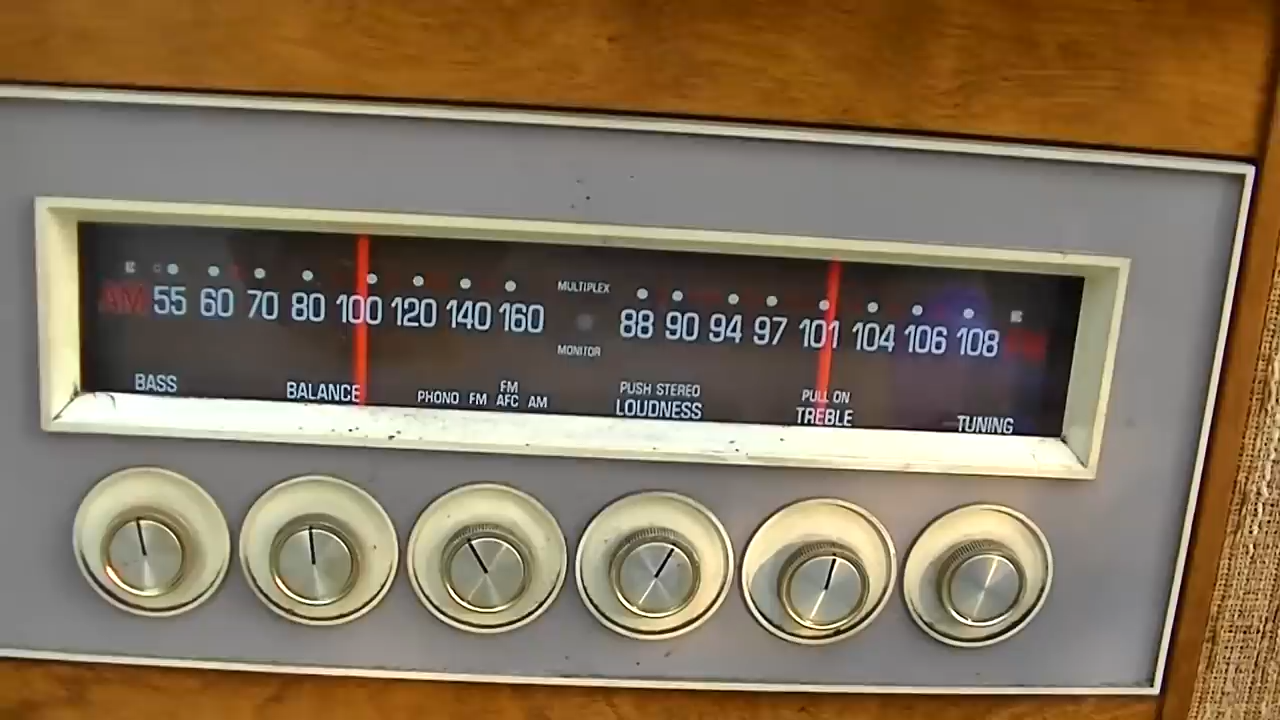 MULTIPLEX
AM 55 60 70 80 100 120 140 160
88 90 94 97 101 104 106 108
MONITOR
BASS
BALANCE
PHONO FM FM AFC AM
PUSH STEREO
LOUDNESS
PULL ON
TREBLE
TUNING